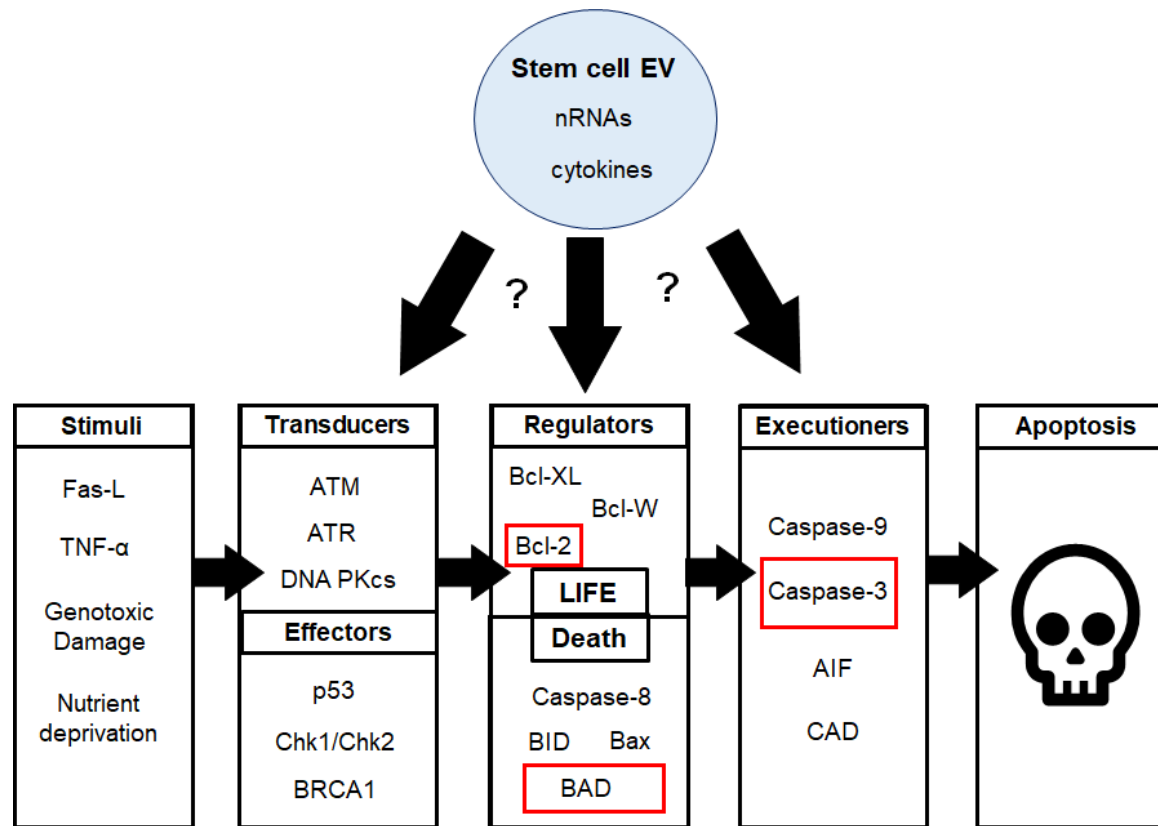 Stem cell EV
nRNAs
cytokines
?
?
Stimuli
Fas-L
TNF-α
Genotoxic
Damage
Nutrient
deprivation
Transducers
ATM
ATR
DNA PKcs
Effectors
p53
Chk1/Chk2
BRCA1
Regulators
Bcl-XL
Bcl-W
Bcl-2
LIFE
Death
Caspase-8
BID Bax
BAD
Executioners
Caspase-9
Caspase-3
AIF
CAD
Apoptosis